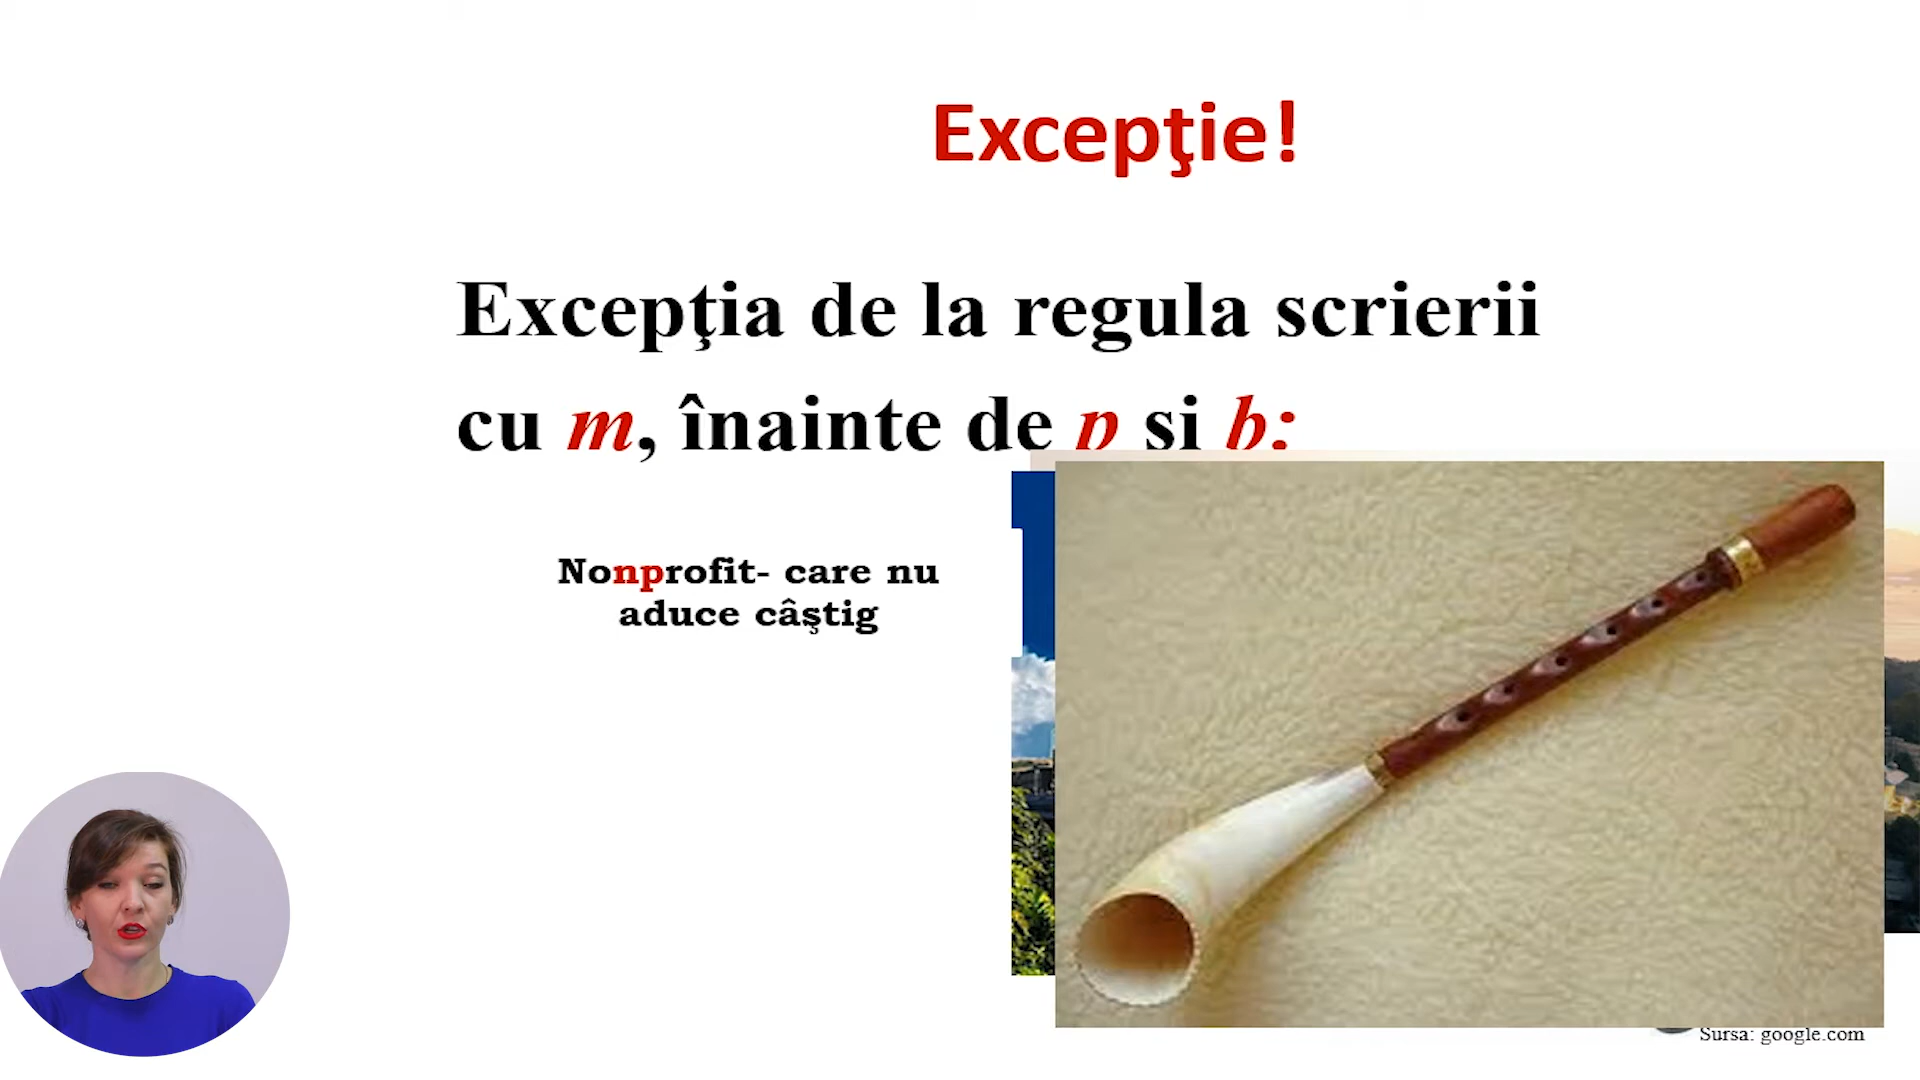 Excepţie!
Excepţia de la regula scrierii
cu m, înainte de p si b:
Nonprofit- care nu
aduce câştig
Sursa: google.com